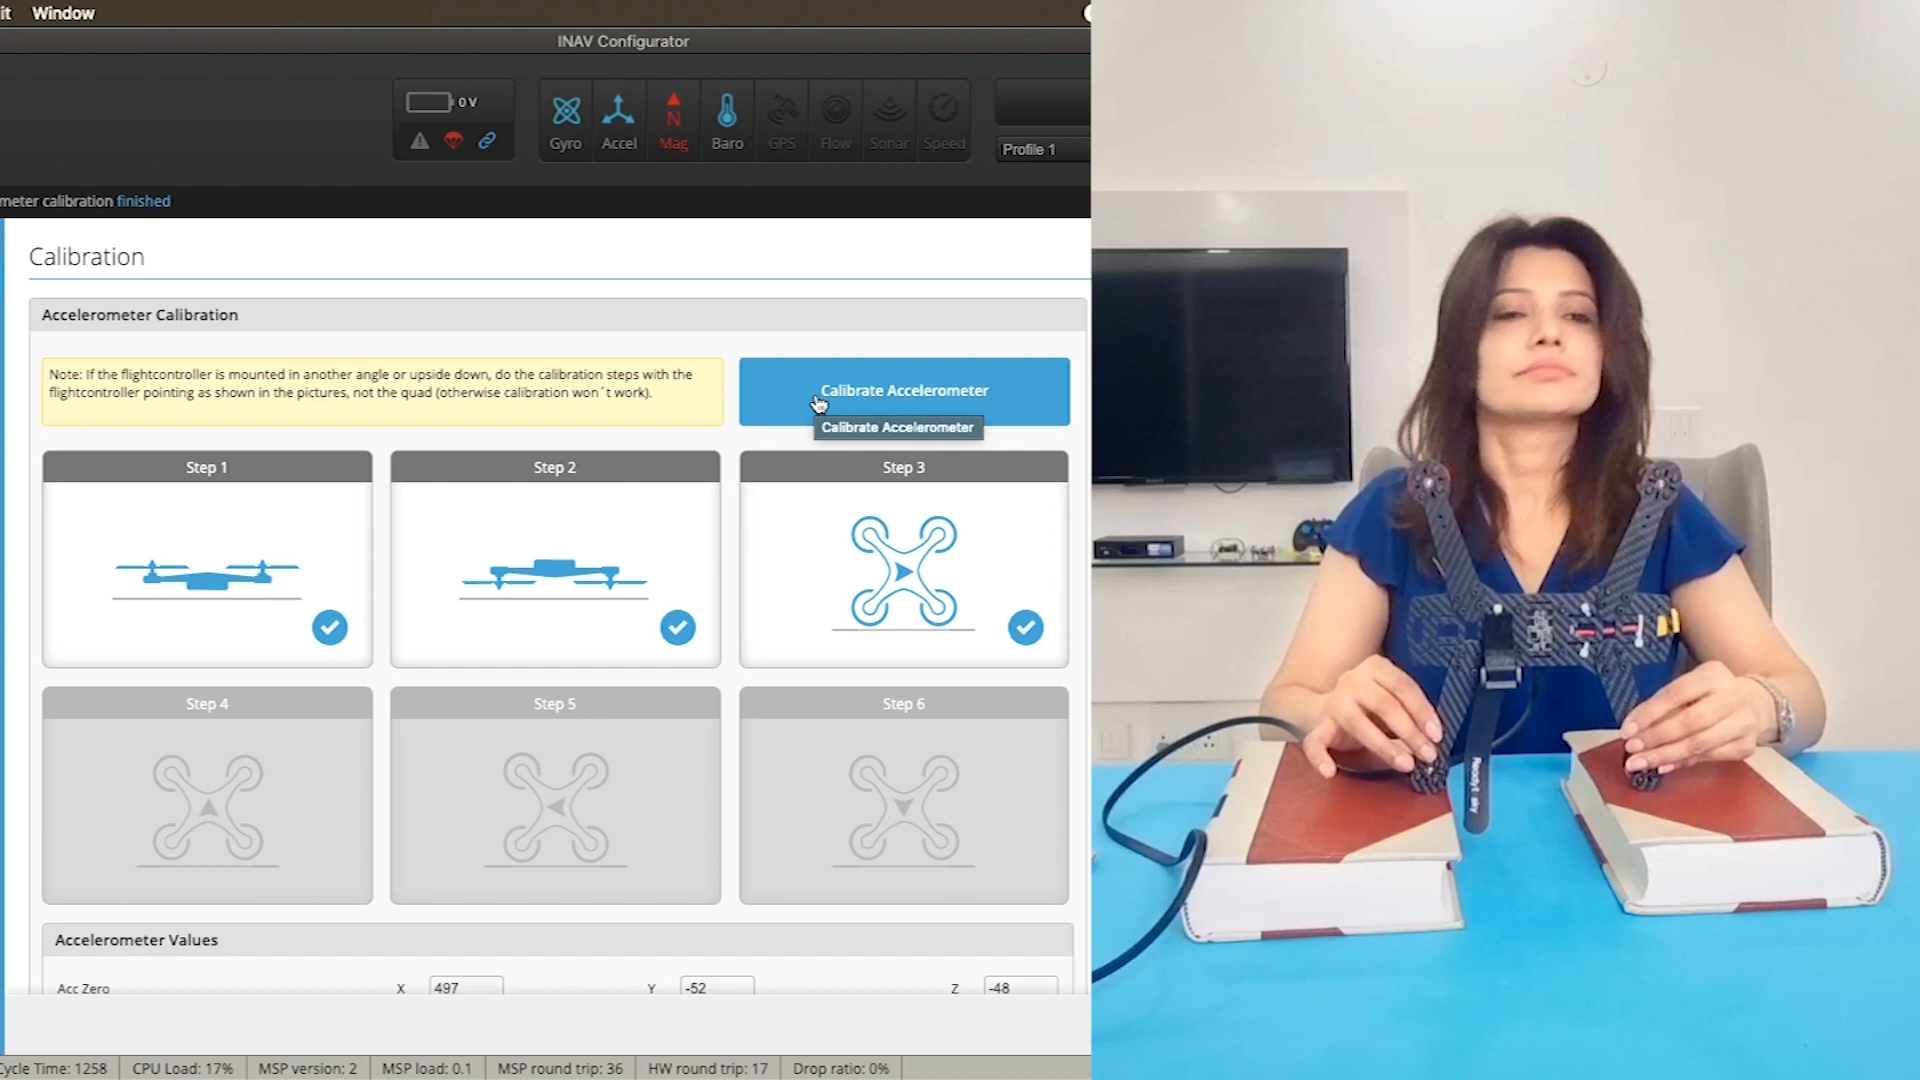 it Window
INAV Configurator
0 V
Gyro Accel Mag Baro GPS Flow Sonar Speed
N
Profile 1
meter calibration finished
Calibration
Accelerometer Calibration
Note: If the flightcontroller is mounted in another angle or upside down, do the calibration steps with the
flightcontroller pointing as shown in the pictures, not the quad (otherwise calibration won´t work).
Calibrate Accelerometer
Calibrate Accelerometer
Step 1 Step 2 Step 3
Step 4 Step 5 Step 6
Accelerometer Values
Acc Zero X 497 Y -52 Z -48
Cycle Time: 1258 CPU Load: 17% MSP version: 2 MSP load: 0.1 MSP round trip: 36 HW round trip: 17 Drop ratio: 0%
Readyt sky